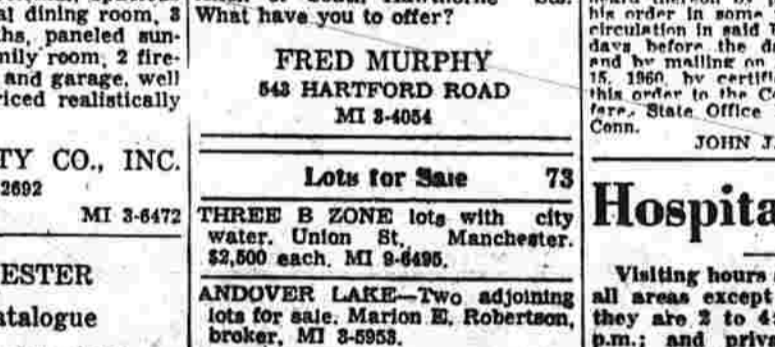 al dining room, 3
ths, paneled sun-
mily room, 2 fire-
and garage, well
riced realistically
TY CO., INC.
2692
MI 3-6472
ESTER
atalogue
What have you to offer?
FRED MURPHY
543 HARTFORD ROAD
MI 3-4054
Lots for Sale 73
THREE B ZONE lots with city
water. Union St., Manchester.
$2,500 each. MI 9-6495.
ANDOVER LAKE—Two adjoining
lots for sale. Marion E. Robertson,
broker, MI 3-5953.
his order in some
circulation in said
days before the
and by mailing on
15, 1960, by certifi
this order to the Co
fare, State Office
Conn.
JOHN J.
Hospita
Visiting hours
all areas except
they are 2 to 4:
p.m.; and priva